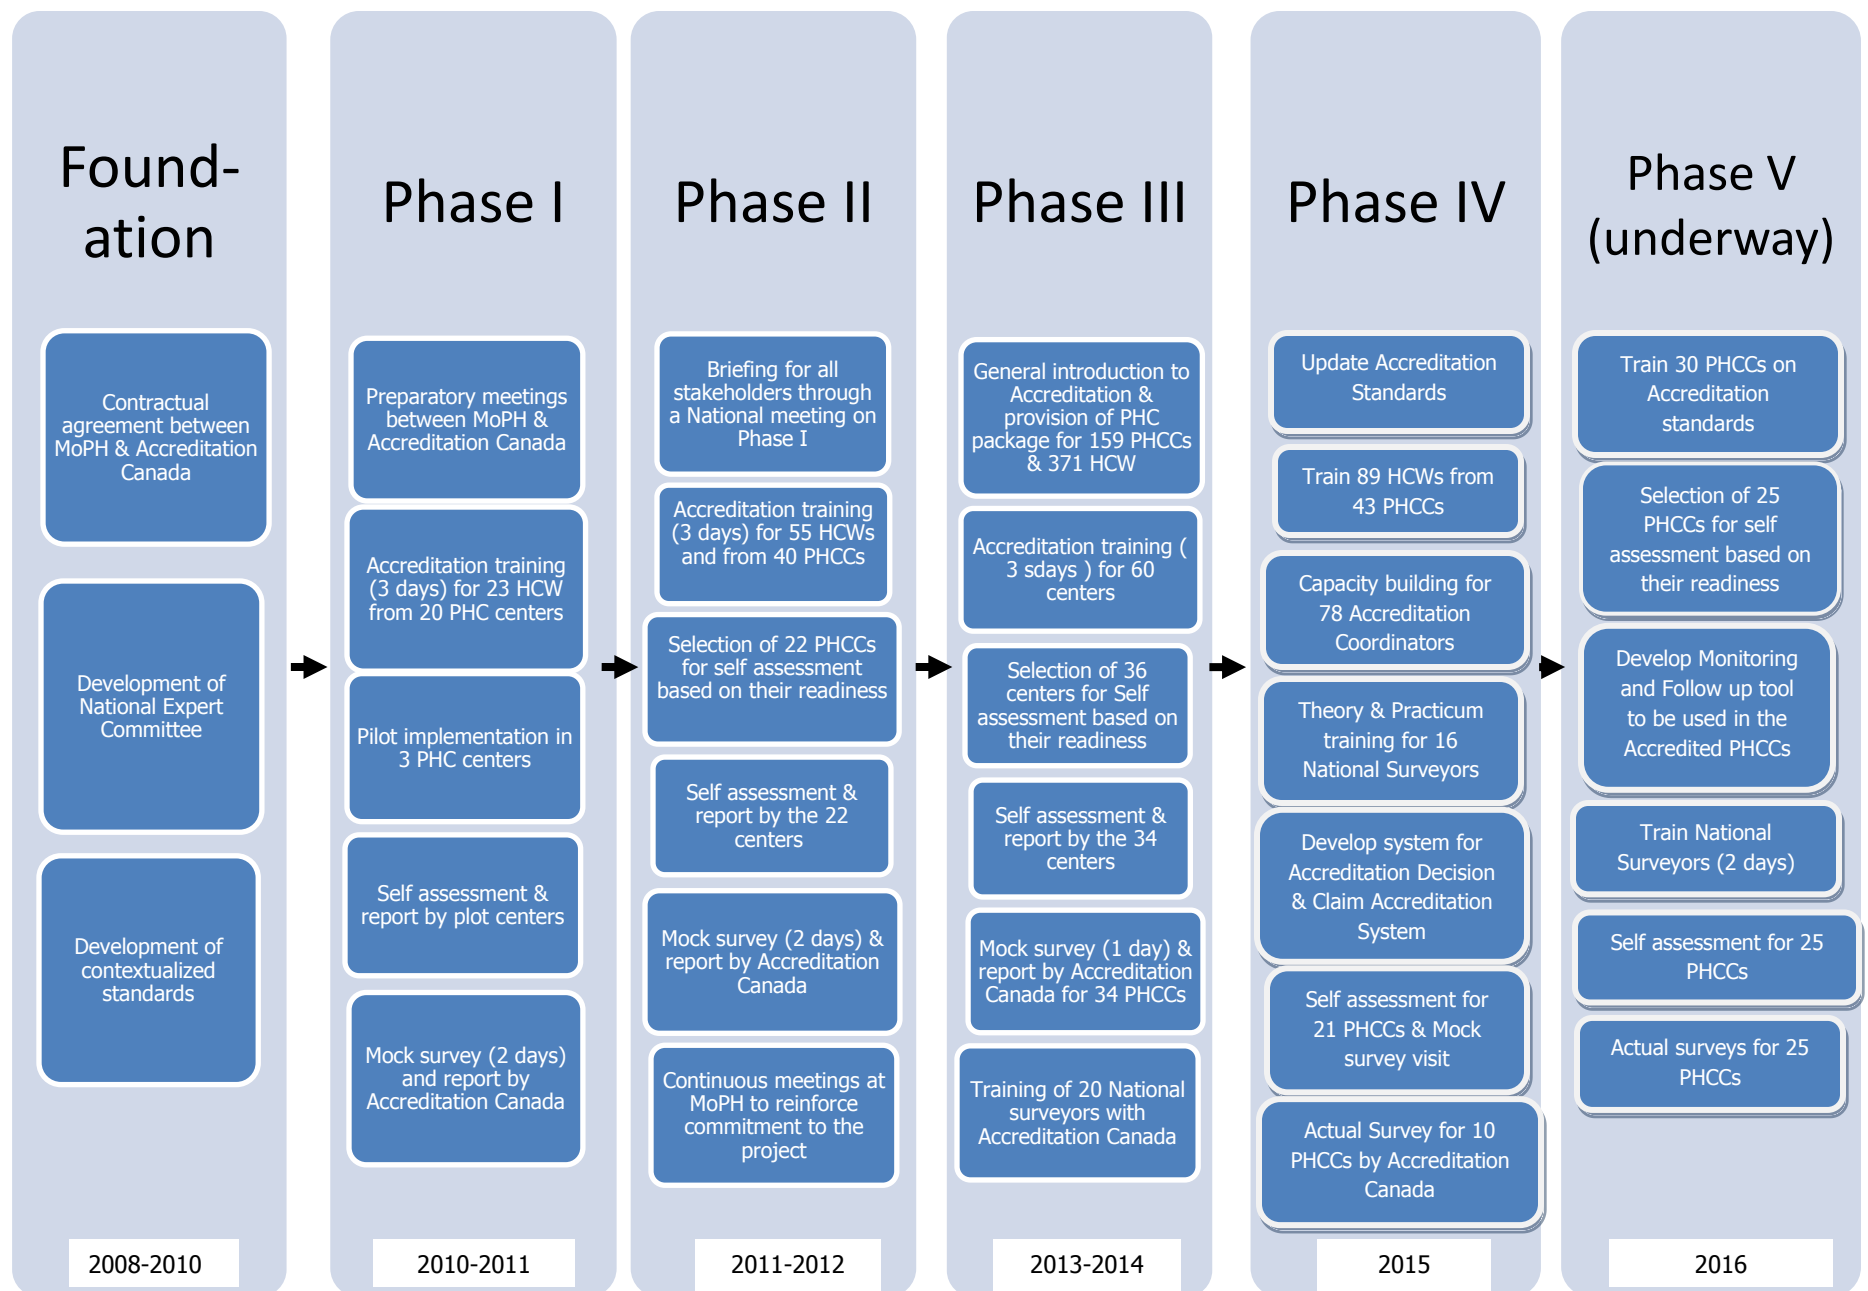 Found-
ation
Contractual
agreement between
MoPH & Accreditation
Canada
Development of
National Expert
Committee
Development of
contextualized
standards
2008-2010
Phase I
Preparatory meetings
between MoPH &
Accreditation Canada
Accreditation training
(3 days) for 23 HCW
from 20 PHC centers
Pilot implementation in
3 PHC centers
Self assessment &
report by plot centers
Mock survey (2 days)
and report by
Accreditation Canada
2010-2011
Phase II
Briefing for all
stakeholders through
a National meeting on
Phase I
Accreditation training
(3 days) for 55 HCWs
and from 40 PHCCs
Selection of 22 PHCCs
for self assessment
based on their readiness
Self assessment &
report by the 22
centers
Mock survey (2 days) &
report by Accreditation
Canada
Continuous meetings at
MoPH to reinforce
commitment to the
project
2011-2012
Phase III
General introduction to
Accreditation &
provision of PHC
package for 159 PHCCs
& 371 HCW
Accreditation training (
3 sdays ) for 60
centers
Selection of 36
centers for Self
assessment based on
their readiness
Self assessment &
report by the 34
centers
Mock survey (1 day) &
report by Accreditation
Canada for 34 PHCCs
Training of 20 National
surveyors with
Accreditation Canada
2013-2014
Phase IV
Update Accreditation
Standards
Train 89 HCWs from
43 PHCCs
Capacity building for
78 Accreditation
Coordinators
Theory & Practicum
training for 16
National Surveyors
Develop system for
Accreditation Decision
& Claim Accreditation
System
Self assessment for
21 PHCCs & Mock
survey visit
Actual Survey for 10
PHCCs by Accreditation
Canada
2015
Phase V
(underway)
Train 30 PHCCs on
Accreditation
standards
Selection of 25
PHCCs for self
assessment based on
their readiness
Develop Monitoring
and Follow up tool
to be used in the
Accredited PHCCs
Train National
Surveyors (2 days)
Self assessment for 25
PHCCs
Actual surveys for 25
PHCCs
2016